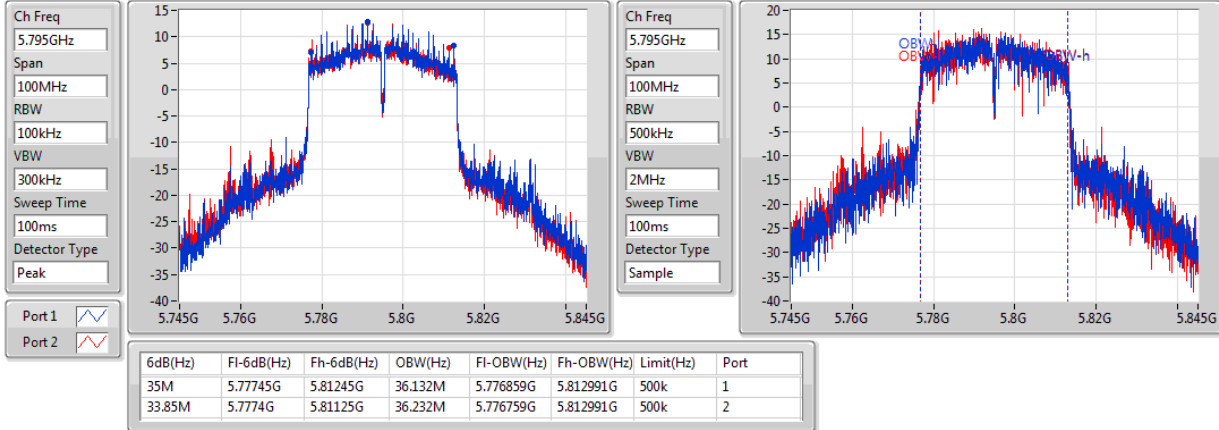 Ch Freq
5.795GHz
Span
100MHz
RBW
100kHz
VBW
300kHz
Sweep Time
100ms
Detector Type
Peak
Port 1
Port 2
15
10
5
0
-5
-10
-15
-20
-25
-30
-35
-40
5.745G 5.76G 5.78G 5.8G 5.82G 5.845G
Ch Freq
5.795GHz
Span
100MHz
RBW
500kHz
VBW
2MHz
Sweep Time
100ms
Detector Type
Sample
20
15
10
5
0
-5
-10
-15
-20
-25
-30
-35
-40
OBW
OBW
OBW-h
5.745G 5.76G 5.78G 5.8G 5.82G 5.845G
6dB(Hz) Fl-6dB(Hz) Fh-6dB(Hz) OBW(Hz) Fl-OBW(Hz) Fh-OBW(Hz) Limit(Hz) Port
35M 5.77745G 5.81245G 36.132M 5.776859G 5.812991G 500k 1
33.85M 5.7774G 5.81125G 36.232M 5.776759G 5.812991G 500k 2